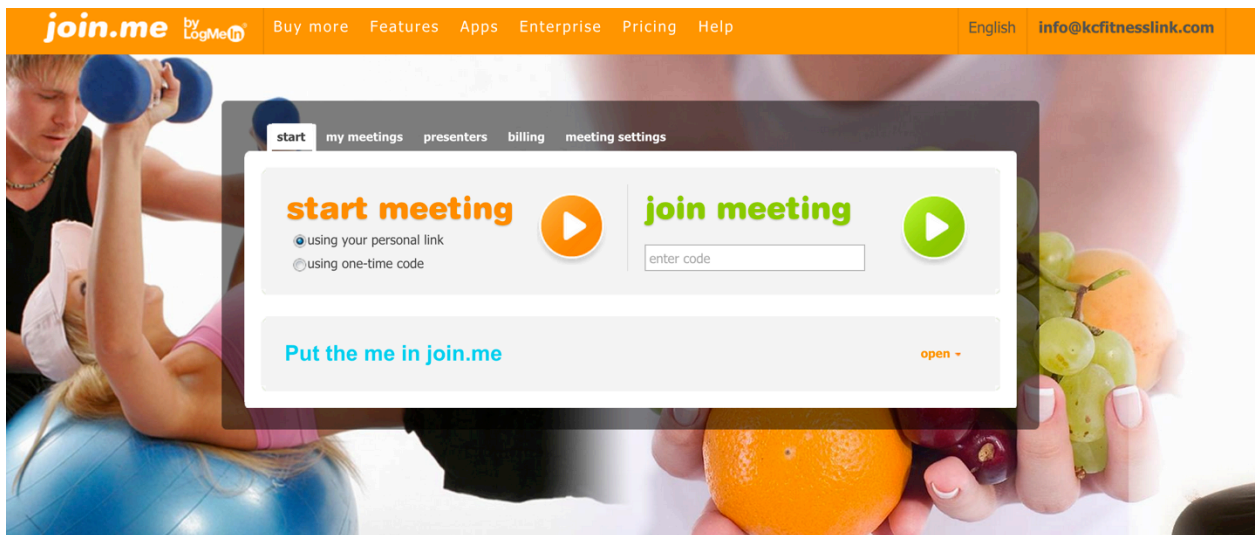 join.me by LogMeIn Buy more Features Apps Enterprise Pricing Help English info@kcfitnesslink.com
start my meetings presenters billing meeting settings
start meeting
using your personal link
using one-time code
join meeting
enter code
Put the me in join.me open